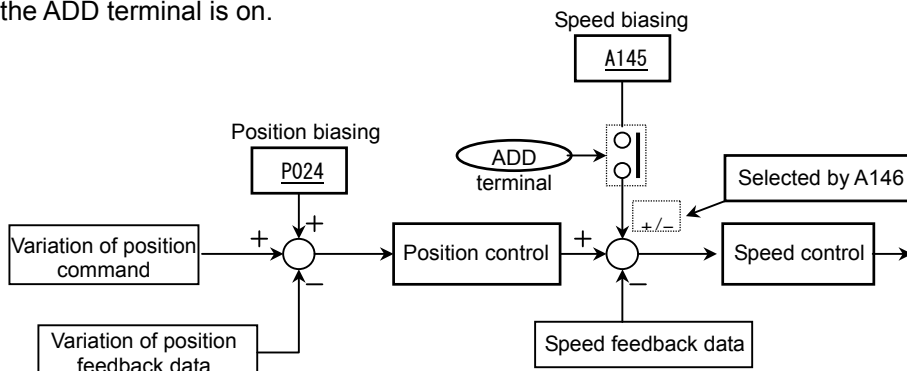 the ADD terminal is on.
Speed biasing
A145
Position biasing
P024
ADD
terminal
Selected by A146
+
+/−
Variation of position
command
+
Position control
+
Speed control
−
−
Variation of position
feedback data
Speed feedback data